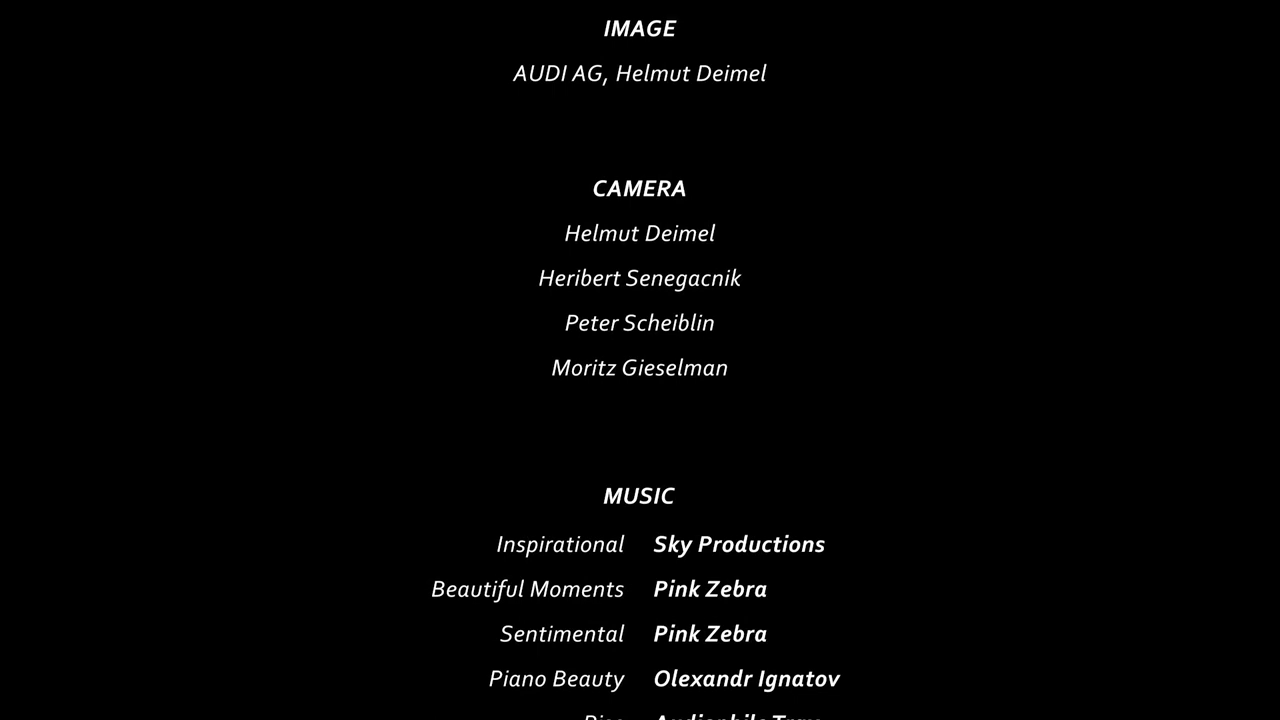 IMAGE
AUDI AG, Helmut Deimel
CAMERA
Helmut Deimel
Heribert Senegacnik
Peter Scheiblin
Moritz Gieselman
MUSIC
Inspirational Sky Productions
Beautiful Moments Pink Zebra
Sentimental Pink Zebra
Piano Beauty Olexandr Ignatov